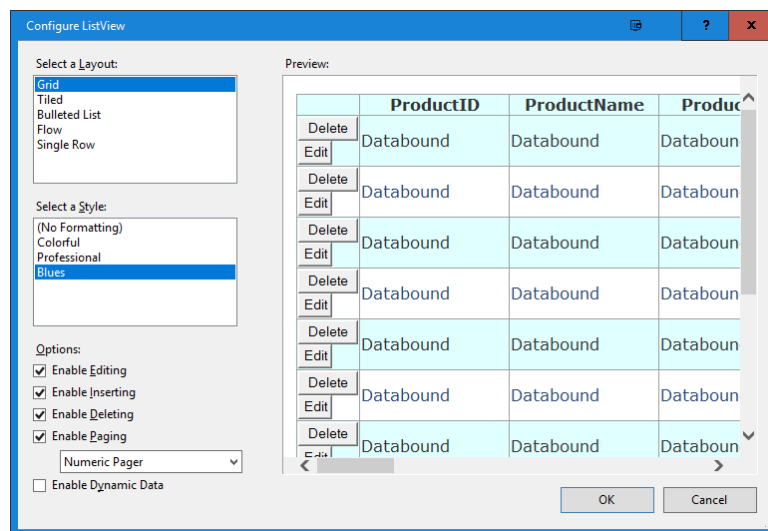 Configure ListView
?
x
Select a Layout:
Grid
Tiled
Bulleted List
Flow
Single Row
Select a Style:
(No Formatting)
Colorful
Professional
Blues
Options:
Enable Editing
Enable Inserting
Enable Deleting
Enable Paging
Numeric Pager
Enable Dynamic Data
Preview:
ProductID ProductName Produc
Delete
Edit
Databound Databound Databoun
Delete
Edit
Databound Databound Databoun
Delete
Edit
Databound Databound Databoun
Delete
Edit
Databound Databound Databoun
Delete
Edit
Databound Databound Databoun
Delete
Edit
Databound Databound Databoun
Delete
Edit
Databound Databound Databoun
OK Cancel